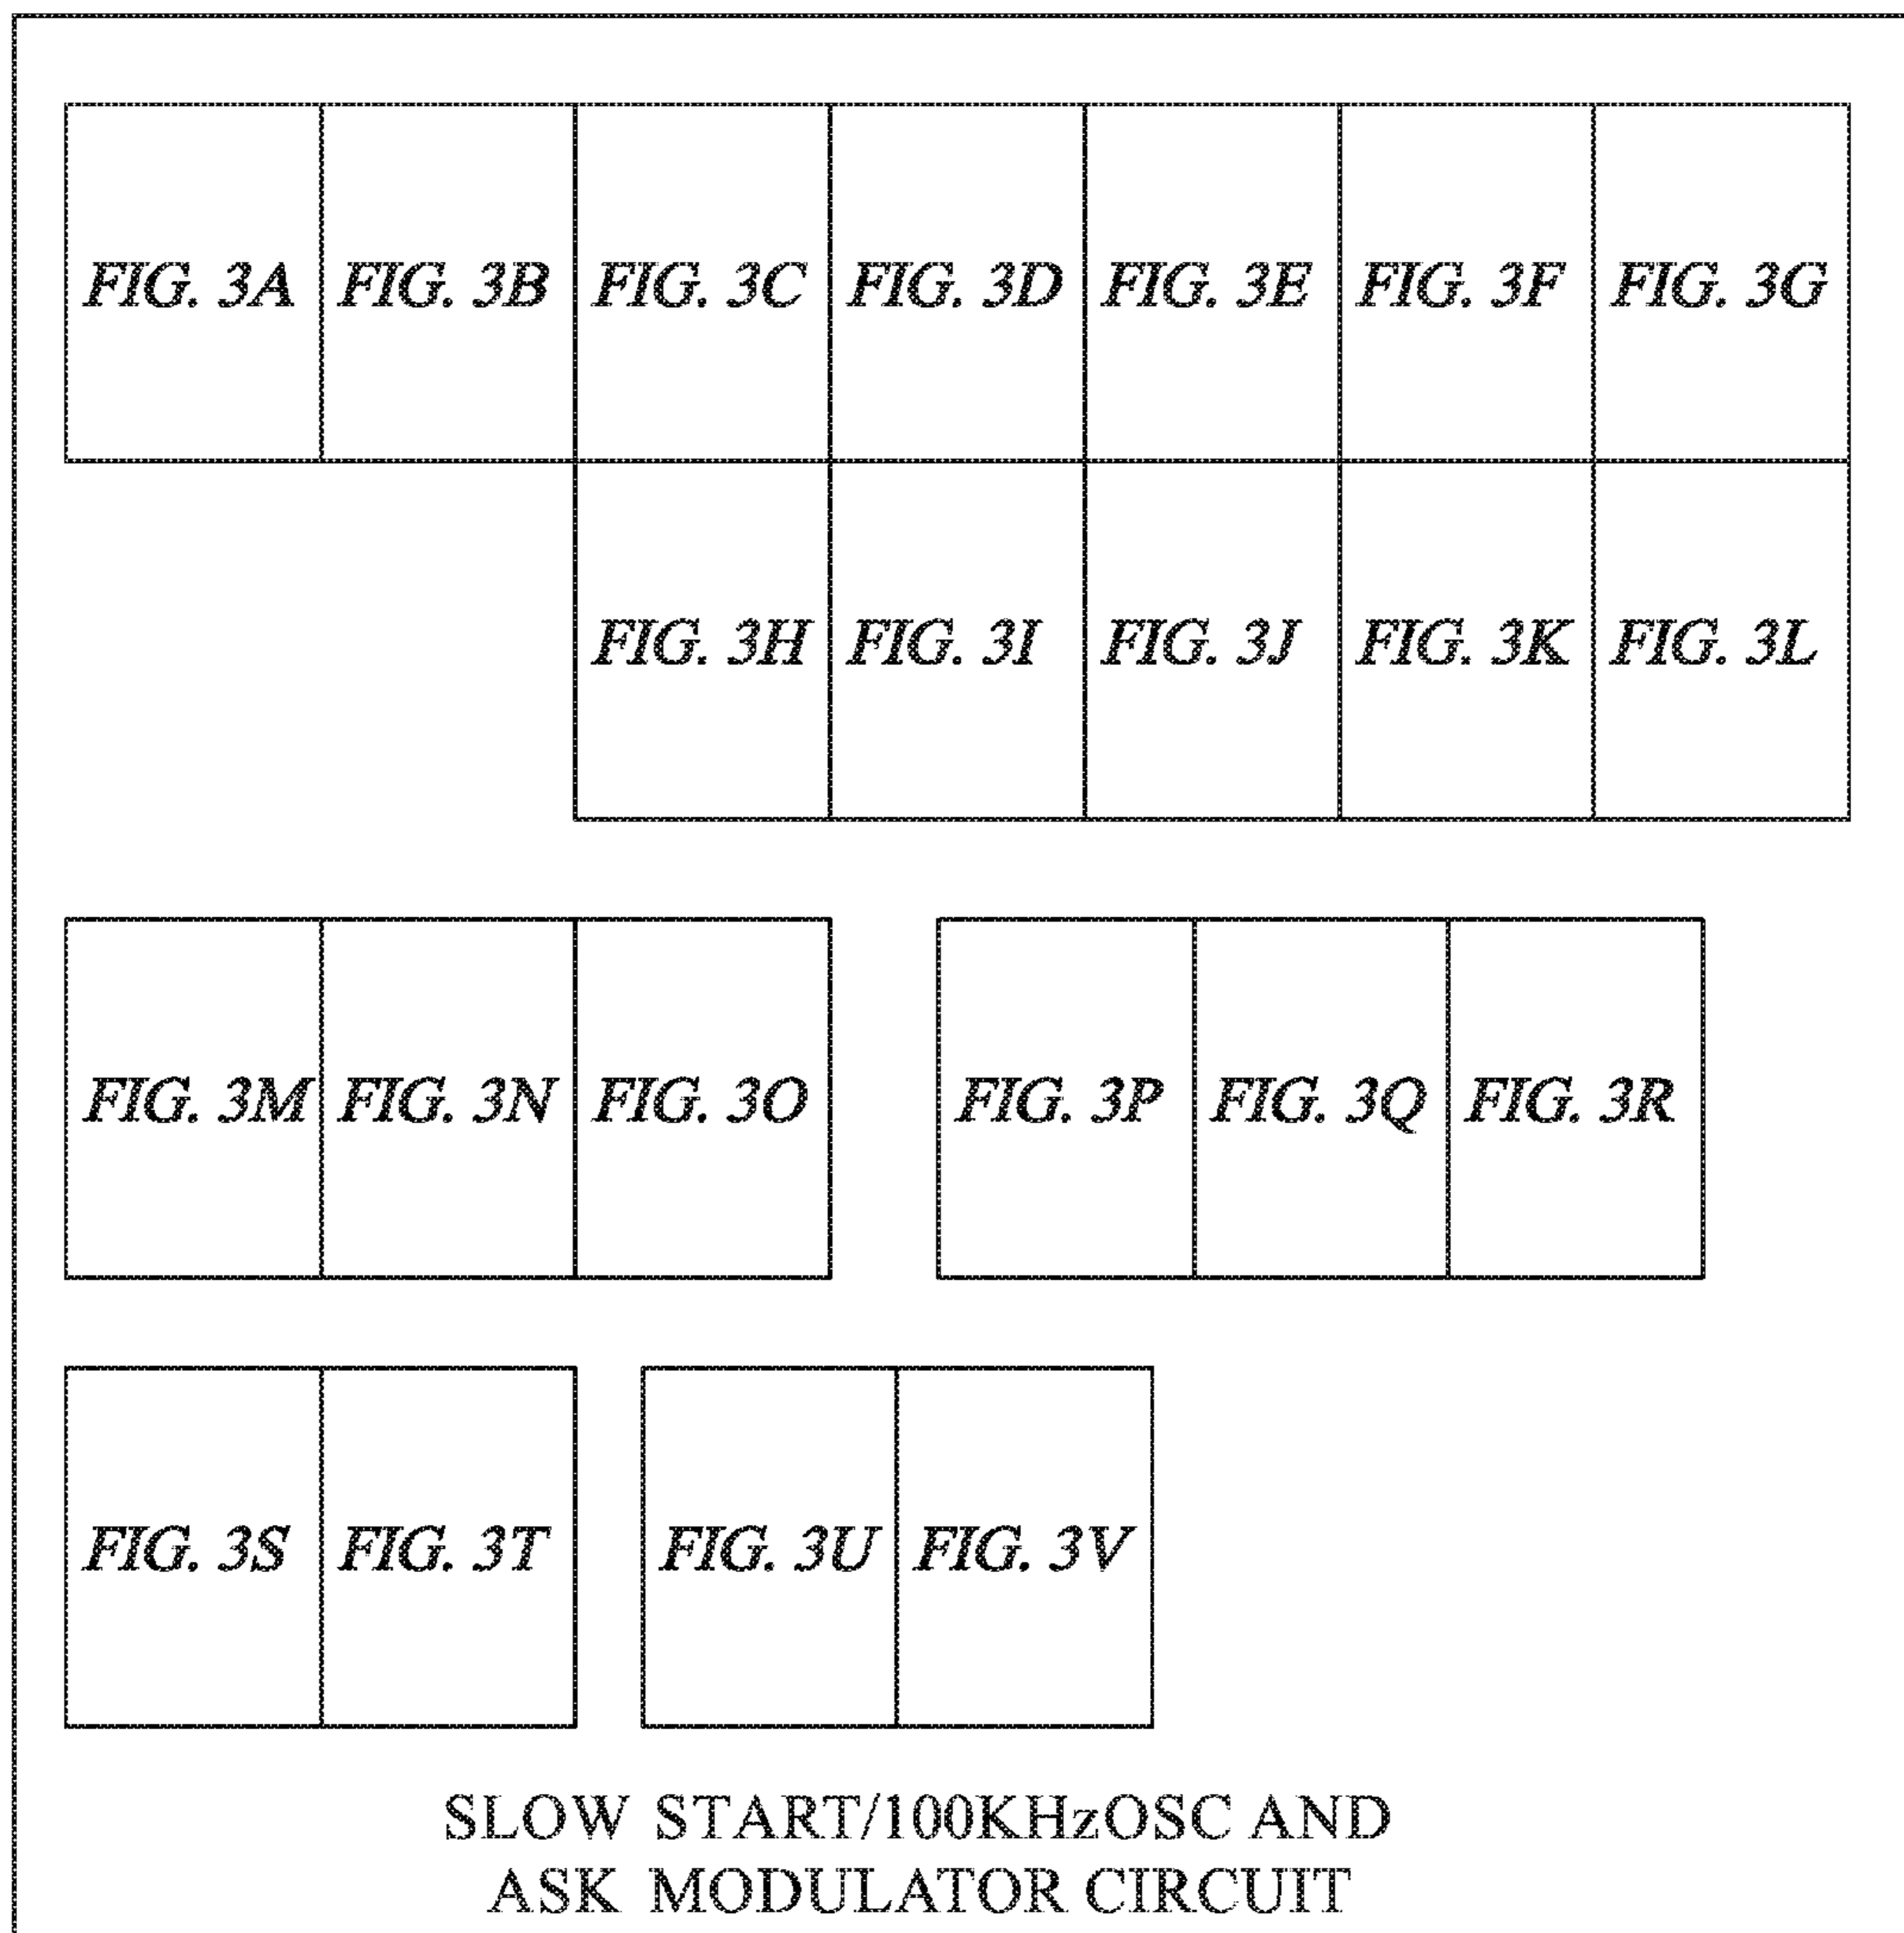 FIG. 3A FIG. 3B FIG. 3C FIG. 3D FIG. 3E FIG. 3F FIG. 3G
FIG. 3H FIG. 3I FIG. 3J FIG. 3K FIG. 3L
FIG. 3M FIG. 3N FIG. 3O FIG. 3P FIG. 3Q FIG. 3R
FIG. 3S FIG. 3T FIG. 3U FIG. 3V
SLOW START/100KHzOSC AND
ASK MODULATOR CIRCUIT